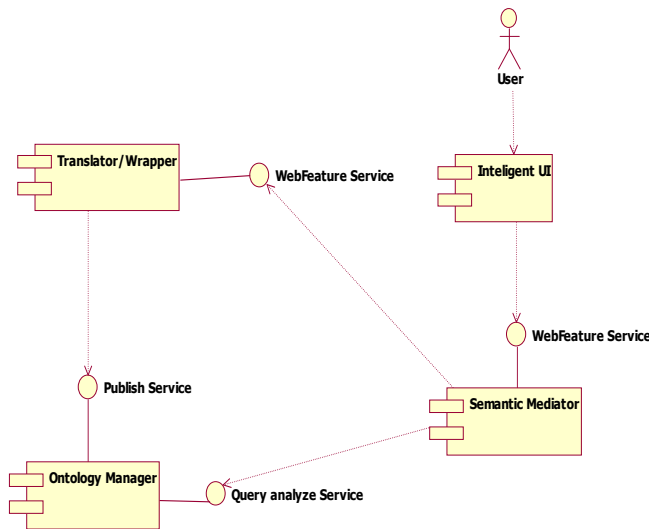 User
Translator/Wrapper
WebFeature Service
Inteligent UI
WebFeature Service
Publish Service
Semantic Mediator
Ontology Manager
Query analyze Service